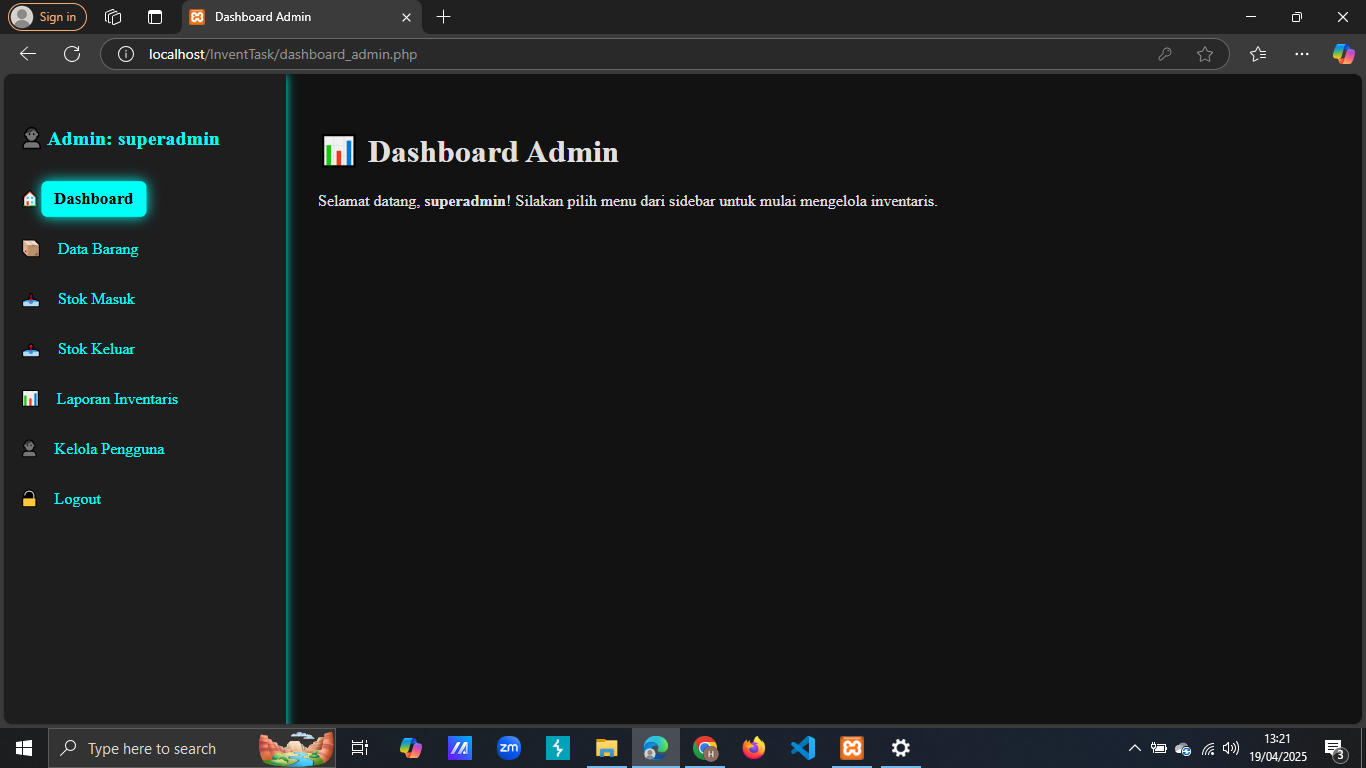 Sign in
Dashboard Admin
localhost/InventTask/dashboard_admin.php
Admin: superadmin
Dashboard
Data Barang
Stok Masuk
Stok Keluar
Laporan Inventaris
Kelola Pengguna
Logout
Dashboard Admin
Selamat datang, superadmin! Silakan pilih menu dari sidebar untuk mulai mengelola inventaris.
Type here to search
zm
H
13:21
19/04/2025
3